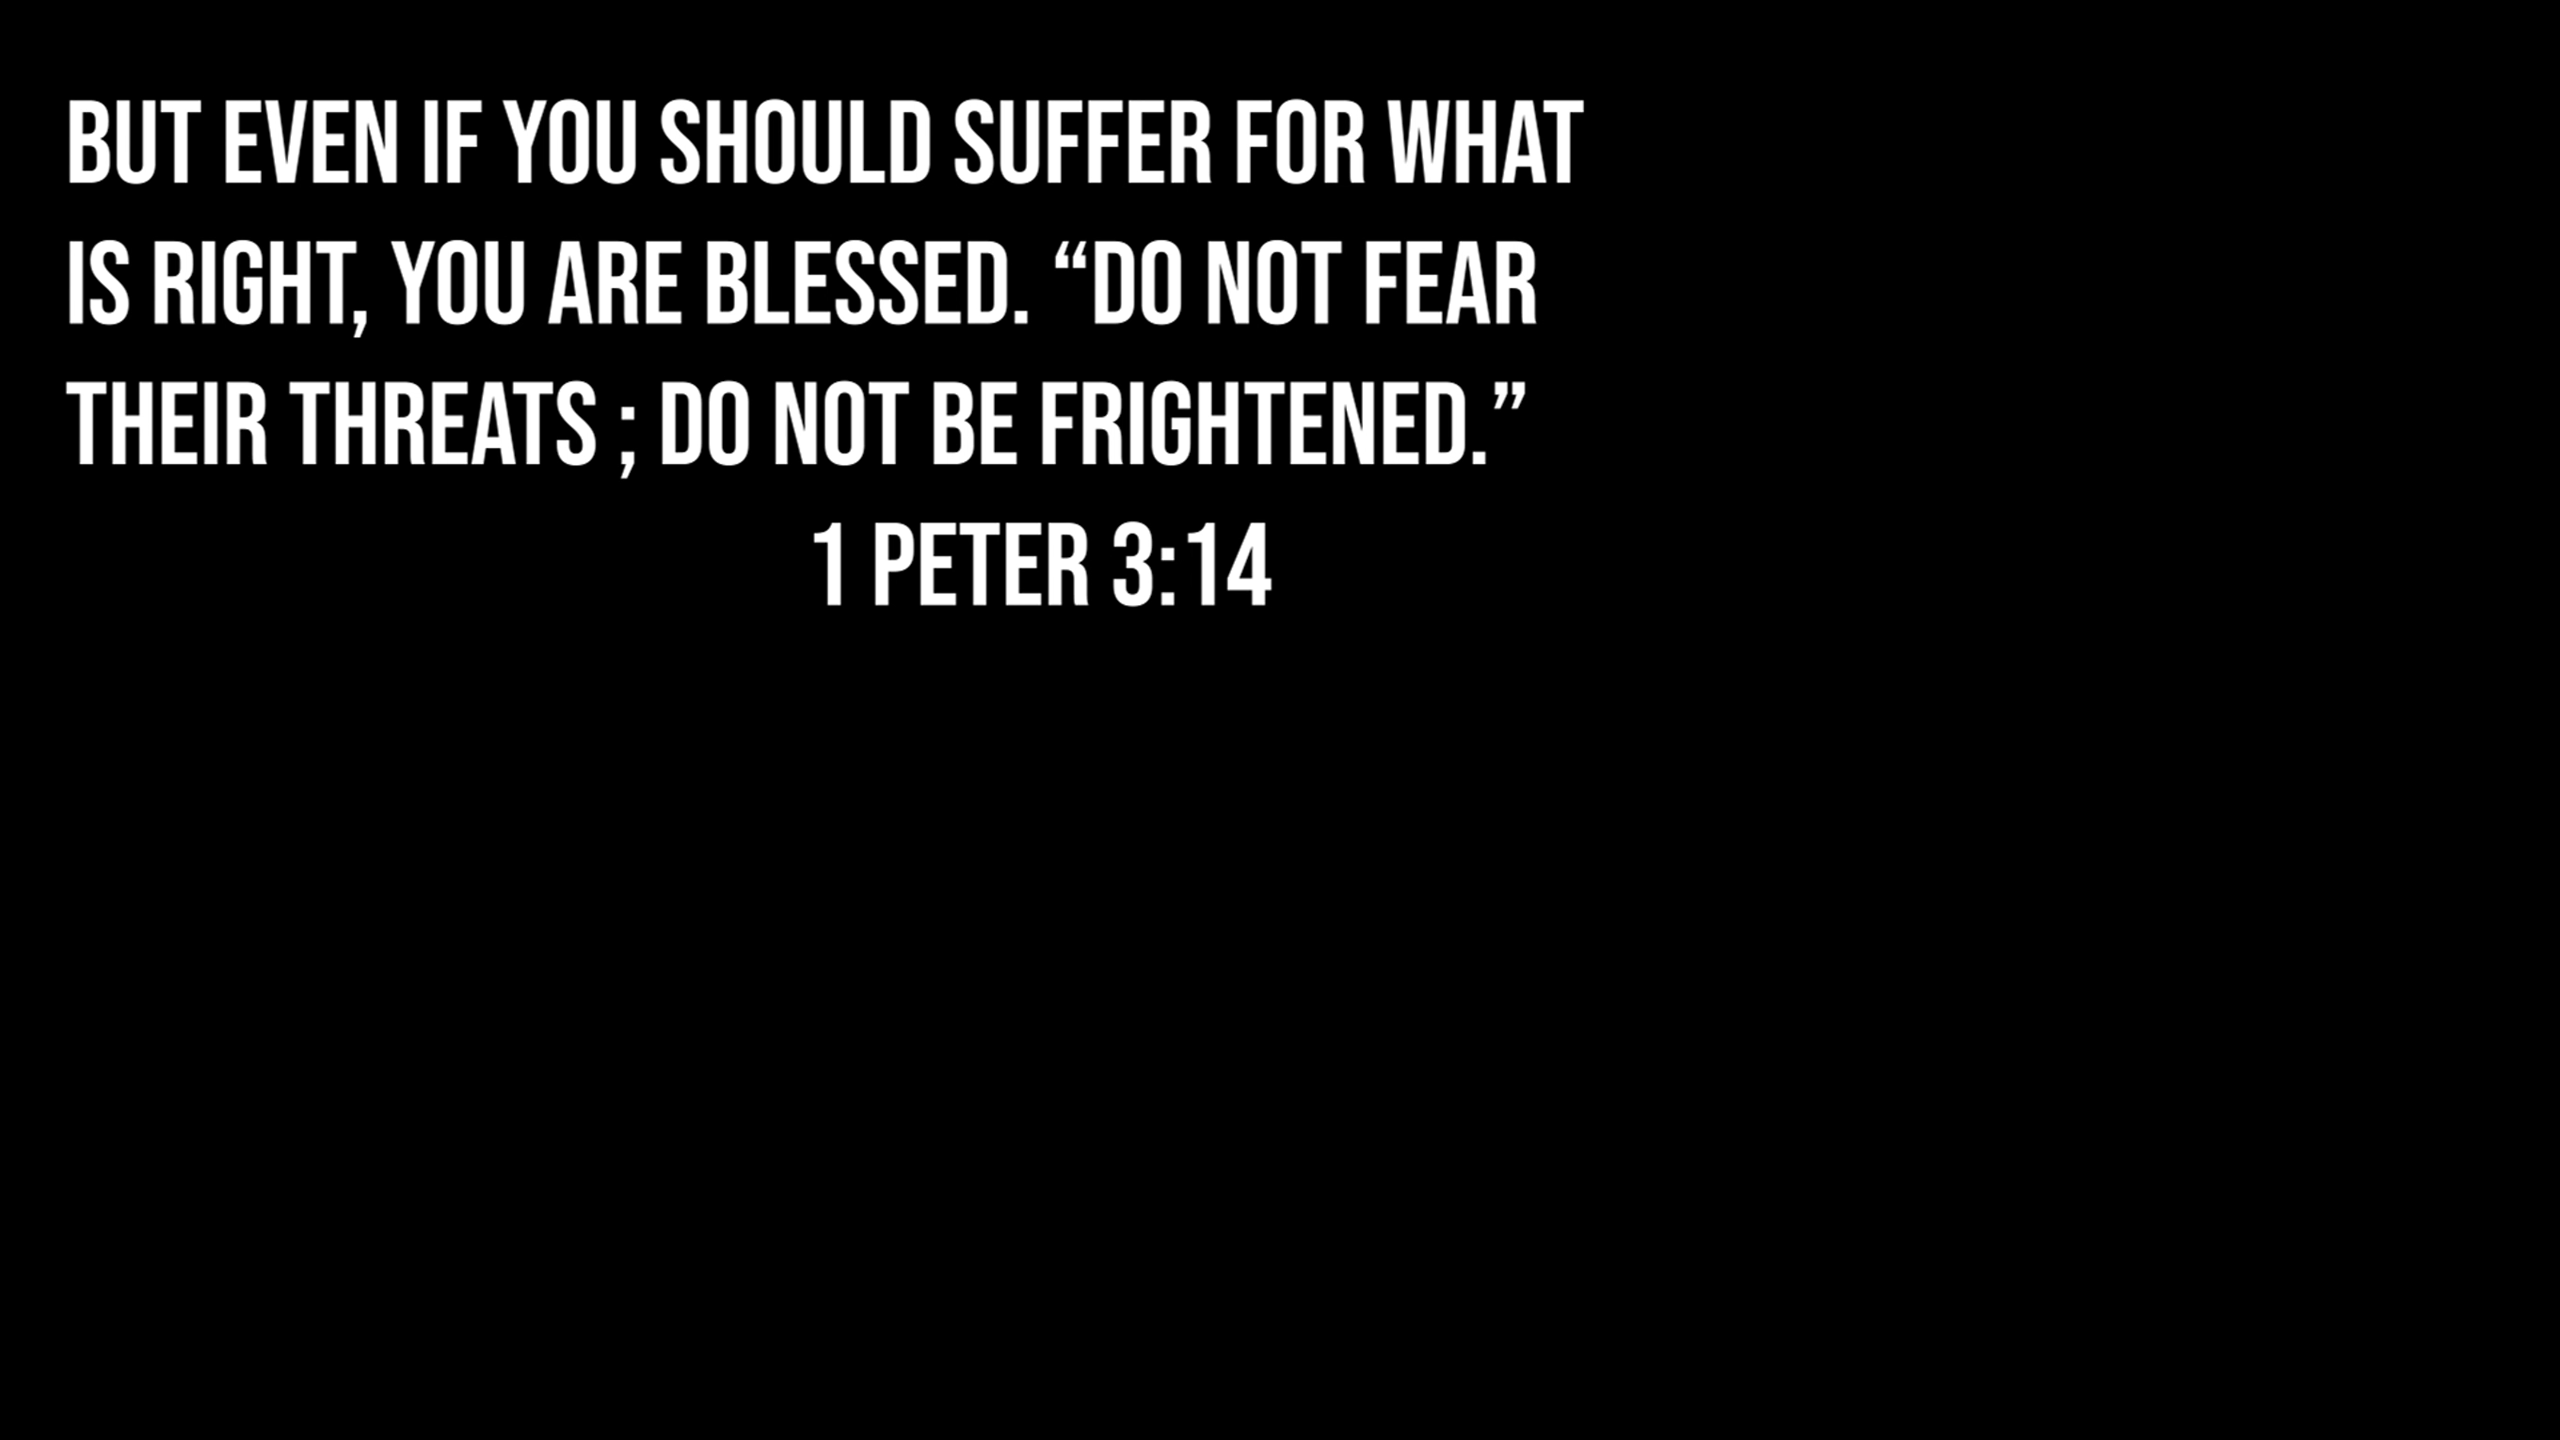 BUT EVEN IF YOU SHOULD SUFFER FOR WHAT
IS RIGHT, YOU ARE BLESSED. “DO NOT FEAR
THEIR THREATS ; DO NOT BE FRIGHTENED.”
1 PETER 3:14